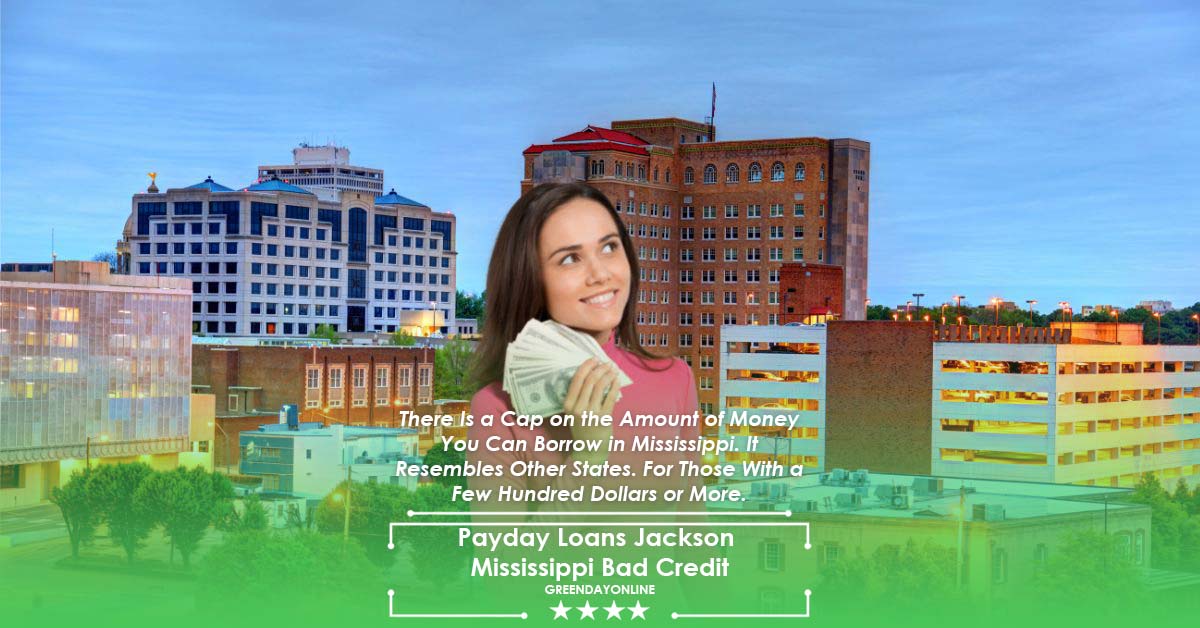 There Is a Cap on the Amount of Money
You Can Borrow in Mississippi. It
Resembles Other States. For Those With a
Few Hundred Dollars or More.
Payday Loans Jackson
Mississippi Bad Credit
GREENDAYONLINE